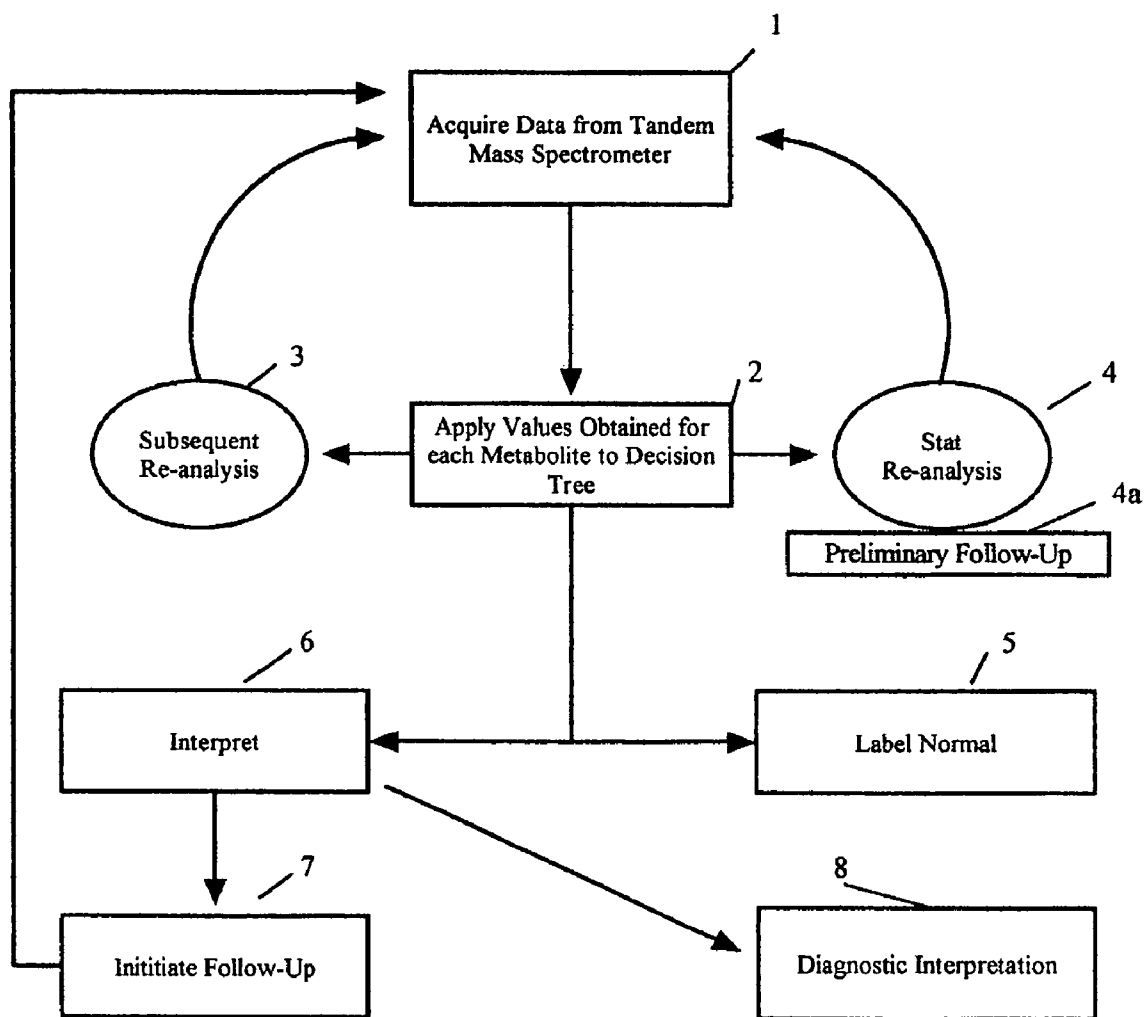 1
Acquire Data from Tandem
Mass Spectrometer
3
Subsequent
Re-analysis
2
Apply Values Obtained for
each Metabolite to Decision
Tree
4
Stat
Re-analysis
4a
Preliminary Follow-Up
6
Interpret
5
Label Normal
7
Inititiate Follow-Up
8
Diagnostic Interpretation